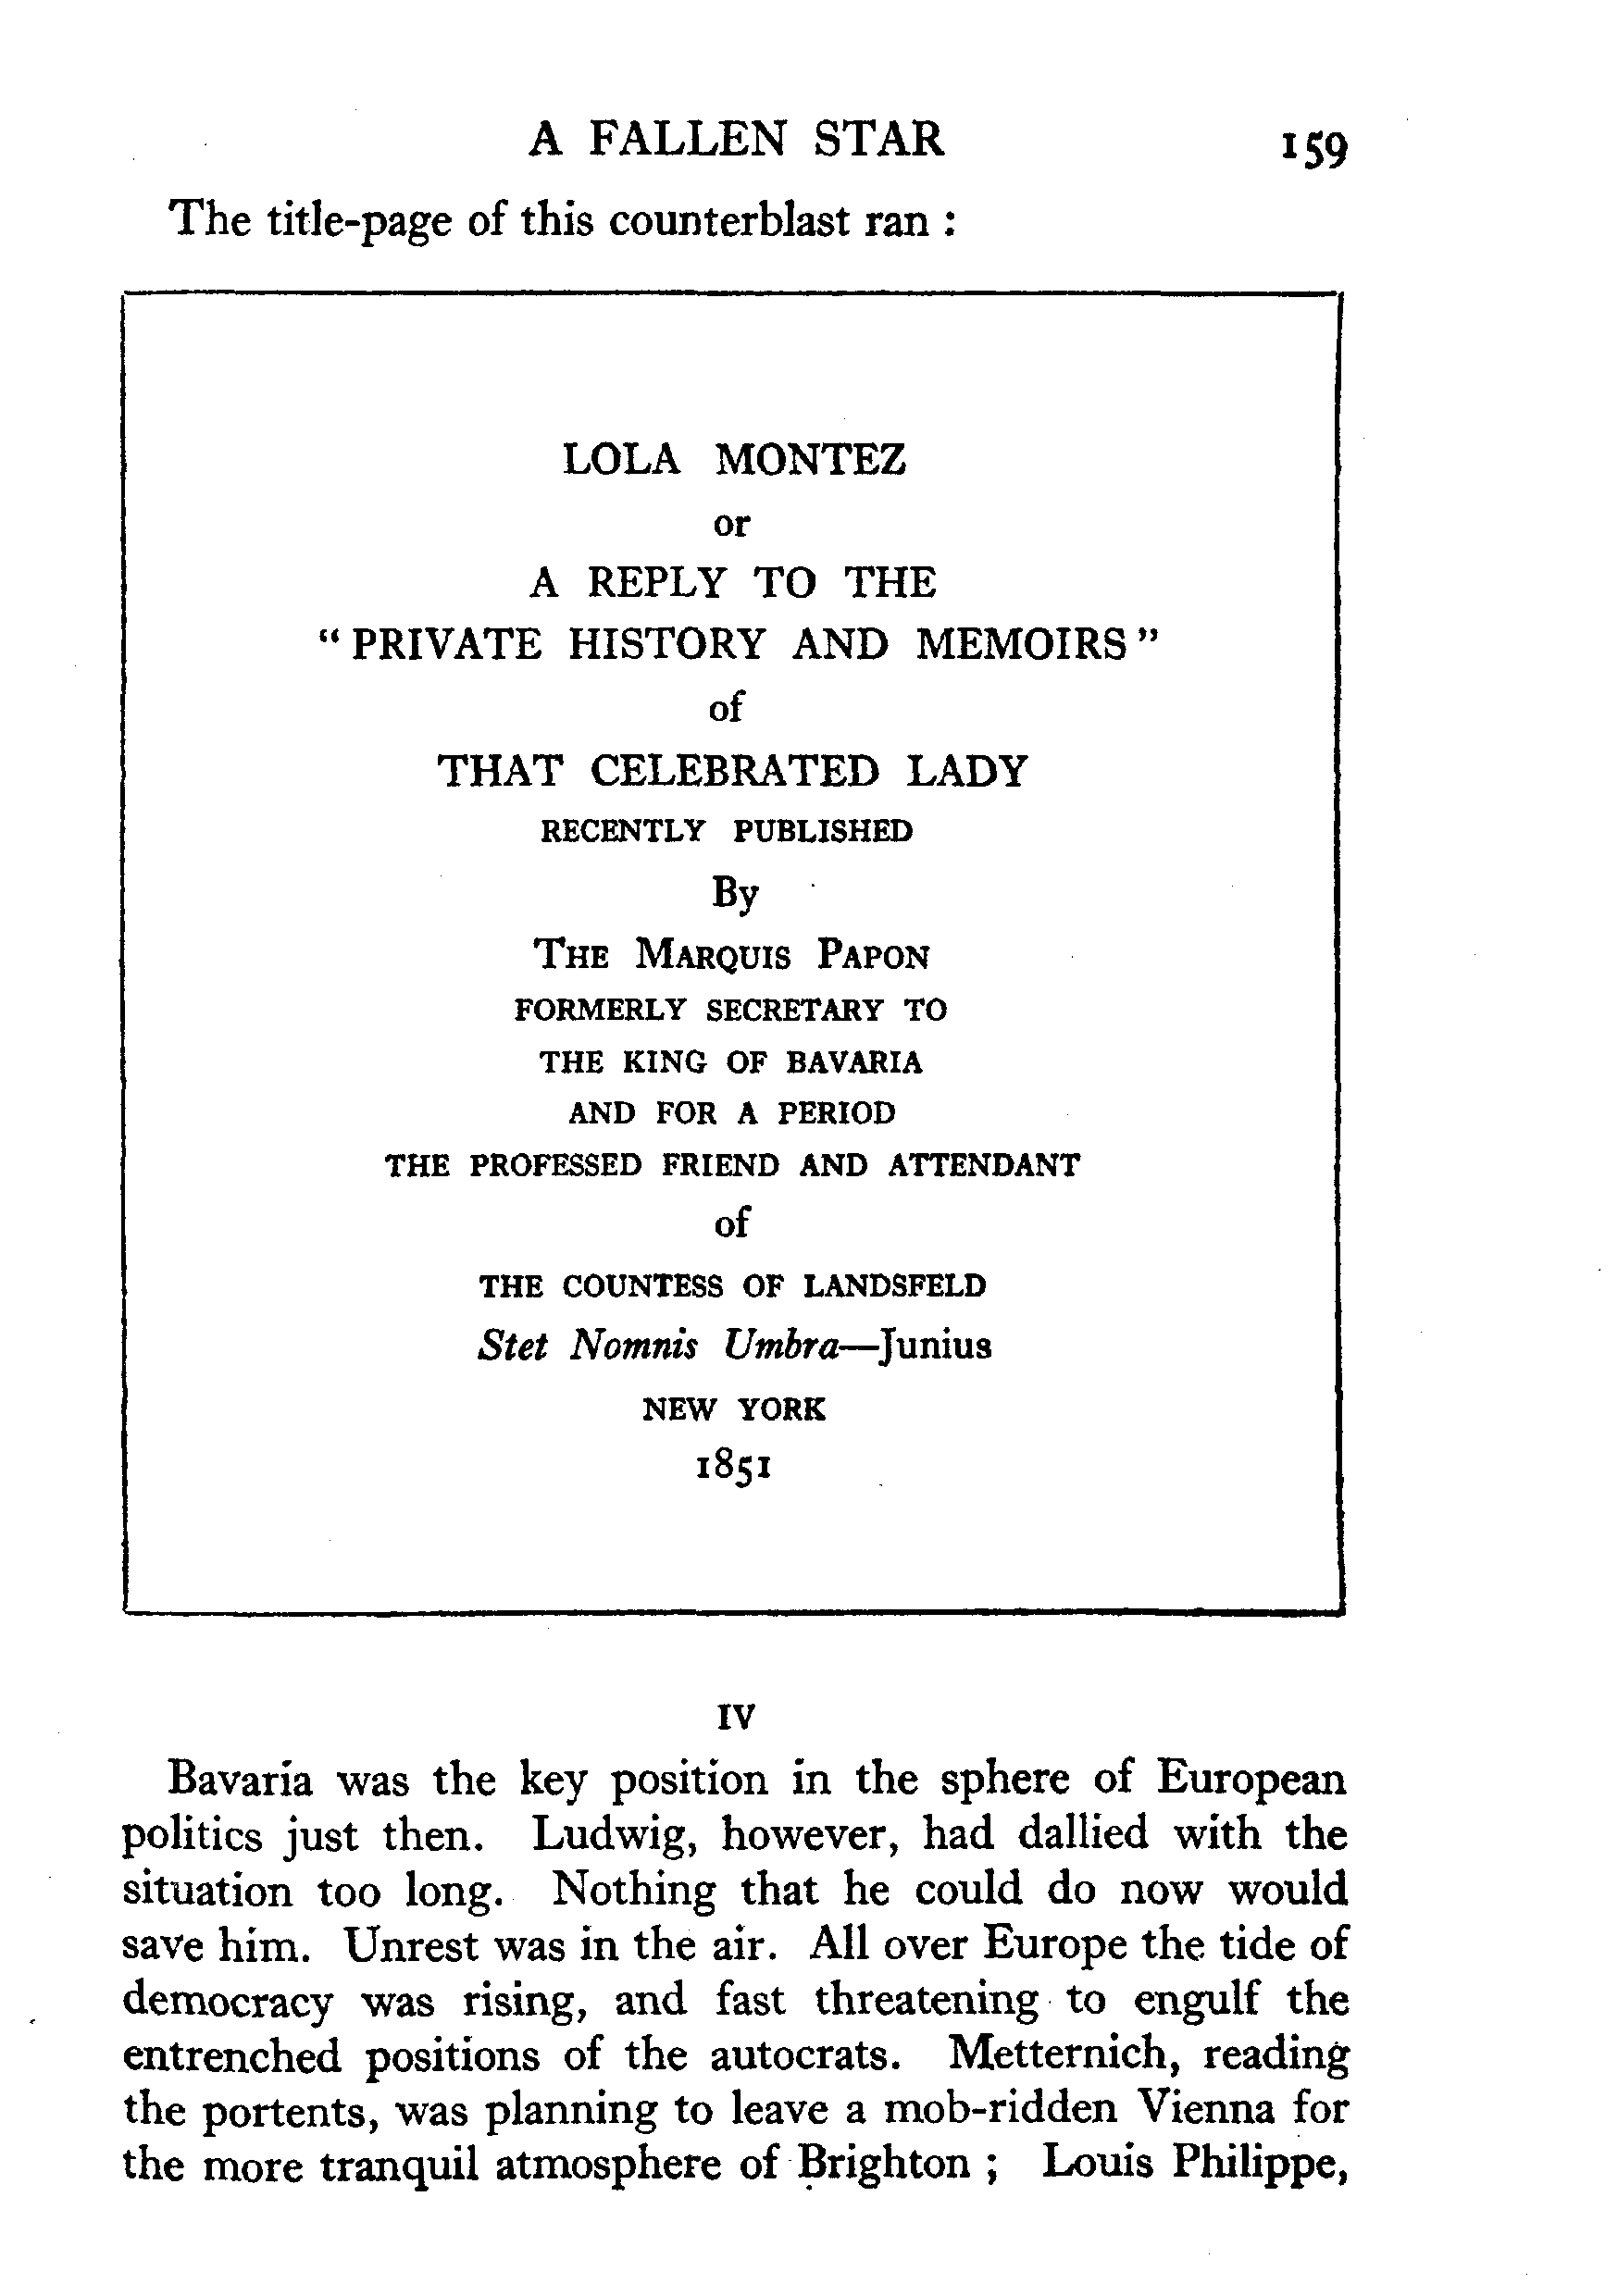 A FALLEN STAR 159
The title-page of this counterblast ran :
LOLA MONTEZ
or
A REPLY TO THE
“ PRIVATE HISTORY AND MEMOIRS ”
of
THAT CELEBRATED LADY
RECENTLY PUBLISHED
By
THE MARQUIS PAPON
FORMERLY SECRETARY TO
THE KING OF BAVARIA
AND FOR A PERIOD
THE PROFESSED FRIEND AND ATTENDANT
of
THE COUNTESS OF LANDSFELD
Stet Nomnis Umbra—Junius
NEW YORK
1851
IV
Bavaria was the key position in the sphere of European
politics just then. Ludwig, however, had dallied with the
situation too long. Nothing that he could do now would
save him. Unrest was in the air. All over Europe the tide of
democracy was rising, and fast threatening to engulf the
entrenched positions of the autocrats. Metternich, reading
the portents, was planning to leave a mob-ridden Vienna for
the more tranquil atmosphere of Brighton ; Louis Philippe,